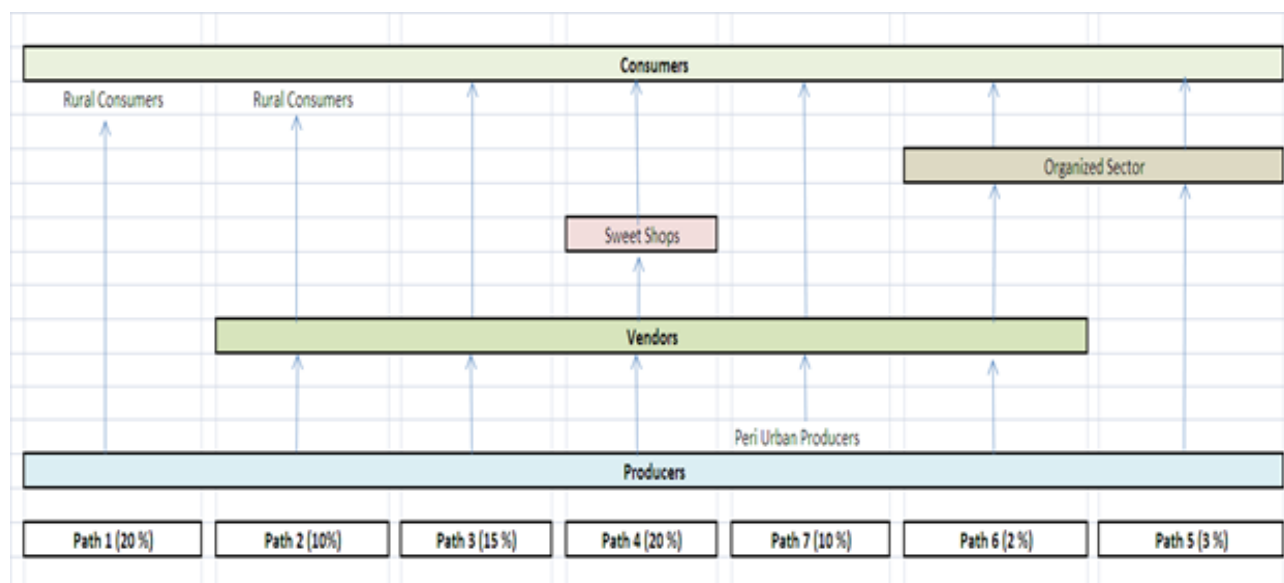 Consumers
Rural Consumers
Rural Consumers
Organized Sector
Sweet Shops
Vendors
Peri Urban Producers
Producers
Path 1 (20 %)
Path 2 (10%)
Path 3 (15 %)
Path 4 (20 %)
Path 7 (10 %)
Path 6 (2 %)
Path 5 (3 %)